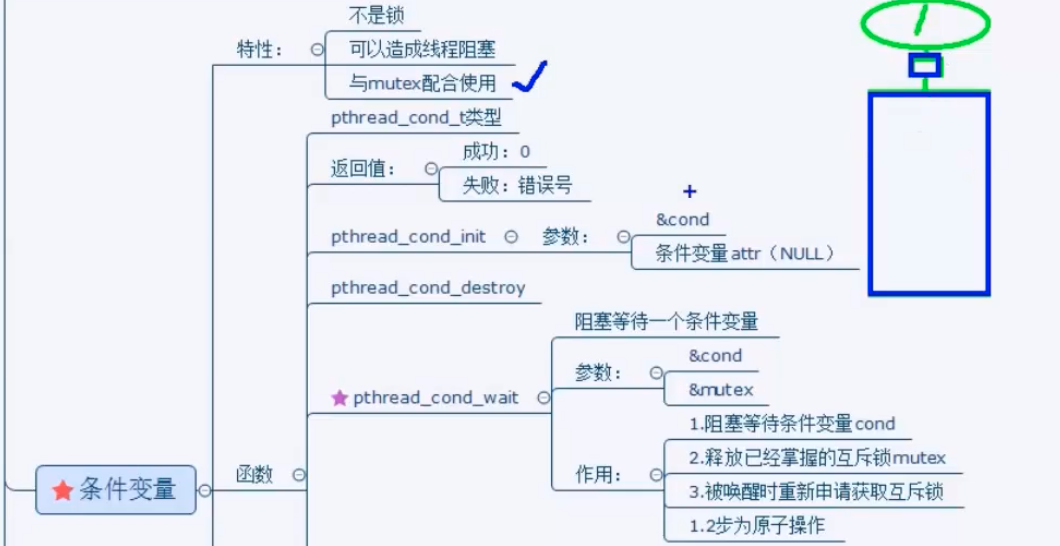 不是锁
特性：
可以造成线程阻塞
与mutex配合使用
pthread_cond_t类型
成功：0
返回值：
失败：错误号
&cond
pthread_cond_init
参数：
条件变量attr（NULL）
pthread_cond_destroy
阻塞等待一个条件变量
&cond
参数：
&mutex
pthread_cond_wait
1.阻塞等待条件变量cond
2.释放已经掌握的互斥锁mutex
作用：
3.被唤醒时重新申请获取互斥锁
1.2步为原子操作
函数
条件变量